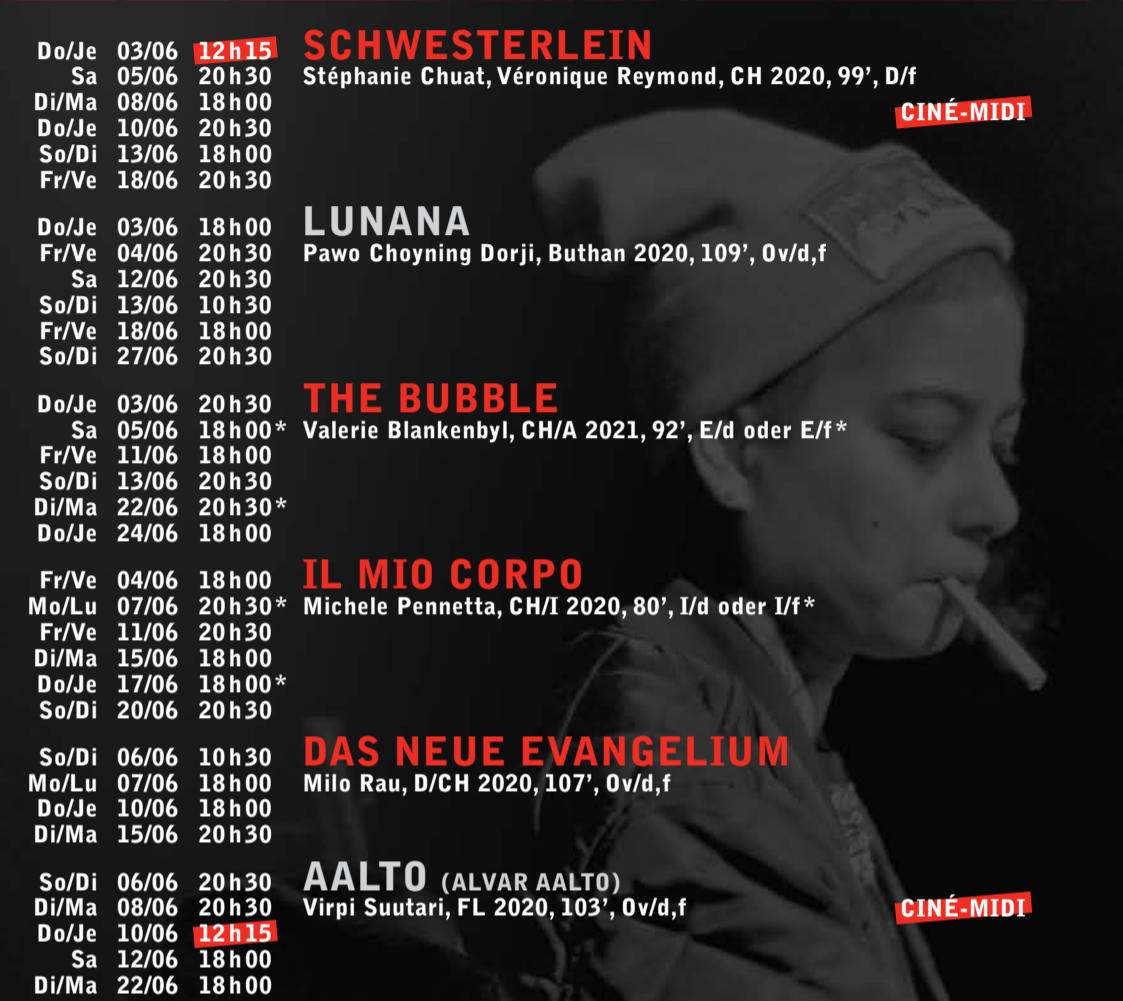 Do/Je 03/06 12h15 SCHWESTERLEIN
Sa 05/06 20h30 Stéphanie Chuat, Véronique Reymond, CH 2020, 99’, D/f
Di/Ma 08/06 18h00 CINÉ-MIDI
Do/Je 10/06 20h30
So/Di 13/06 18h00
Fr/Ve 18/06 20h30
Do/Je 03/06 18h00 LUNANA
Fr/Ve 04/06 20h30 Pawo Choyning Dorji, Buthan 2020, 109’, Ov/d,f
Sa 12/06 20h30
So/Di 13/06 10h30
Fr/Ve 18/06 18h00
So/Di 27/06 20h30
Do/Je 03/06 20h30 THE BUBBLE
Sa 05/06 18h00* Valerie Blankenbyl, CH/A 2021, 92’, E/d oder E/f*
Fr/Ve 11/06 18h00
So/Di 13/06 20h30
Di/Ma 22/06 20h30*
Do/Je 24/06 18h00
Fr/Ve 04/06 18h00 IL MIO CORPO
Mo/Lu 07/06 20h30* Michele Pennetta, CH/I 2020, 80’, I/d oder I/f*
Fr/Ve 11/06 20h30
Di/Ma 15/06 18h00
Do/Je 17/06 18h00*
So/Di 20/06 20h30
So/Di 06/06 10h30 DAS NEUE EVANGELIUM
Mo/Lu 07/06 18h00 Milo Rau, D/CH 2020, 107’, Ov/d,f
Do/Je 10/06 18h00
Di/Ma 15/06 20h30
So/Di 06/06 20h30 AALTO (ALVAR AALTO)
Di/Ma 08/06 20h30 Virpi Suutari, FL 2020, 103’, Ov/d,f CINÉ-MIDI
Do/Je 10/06 12h15
Sa 12/06 18h00
Di/Ma 22/06 18h00